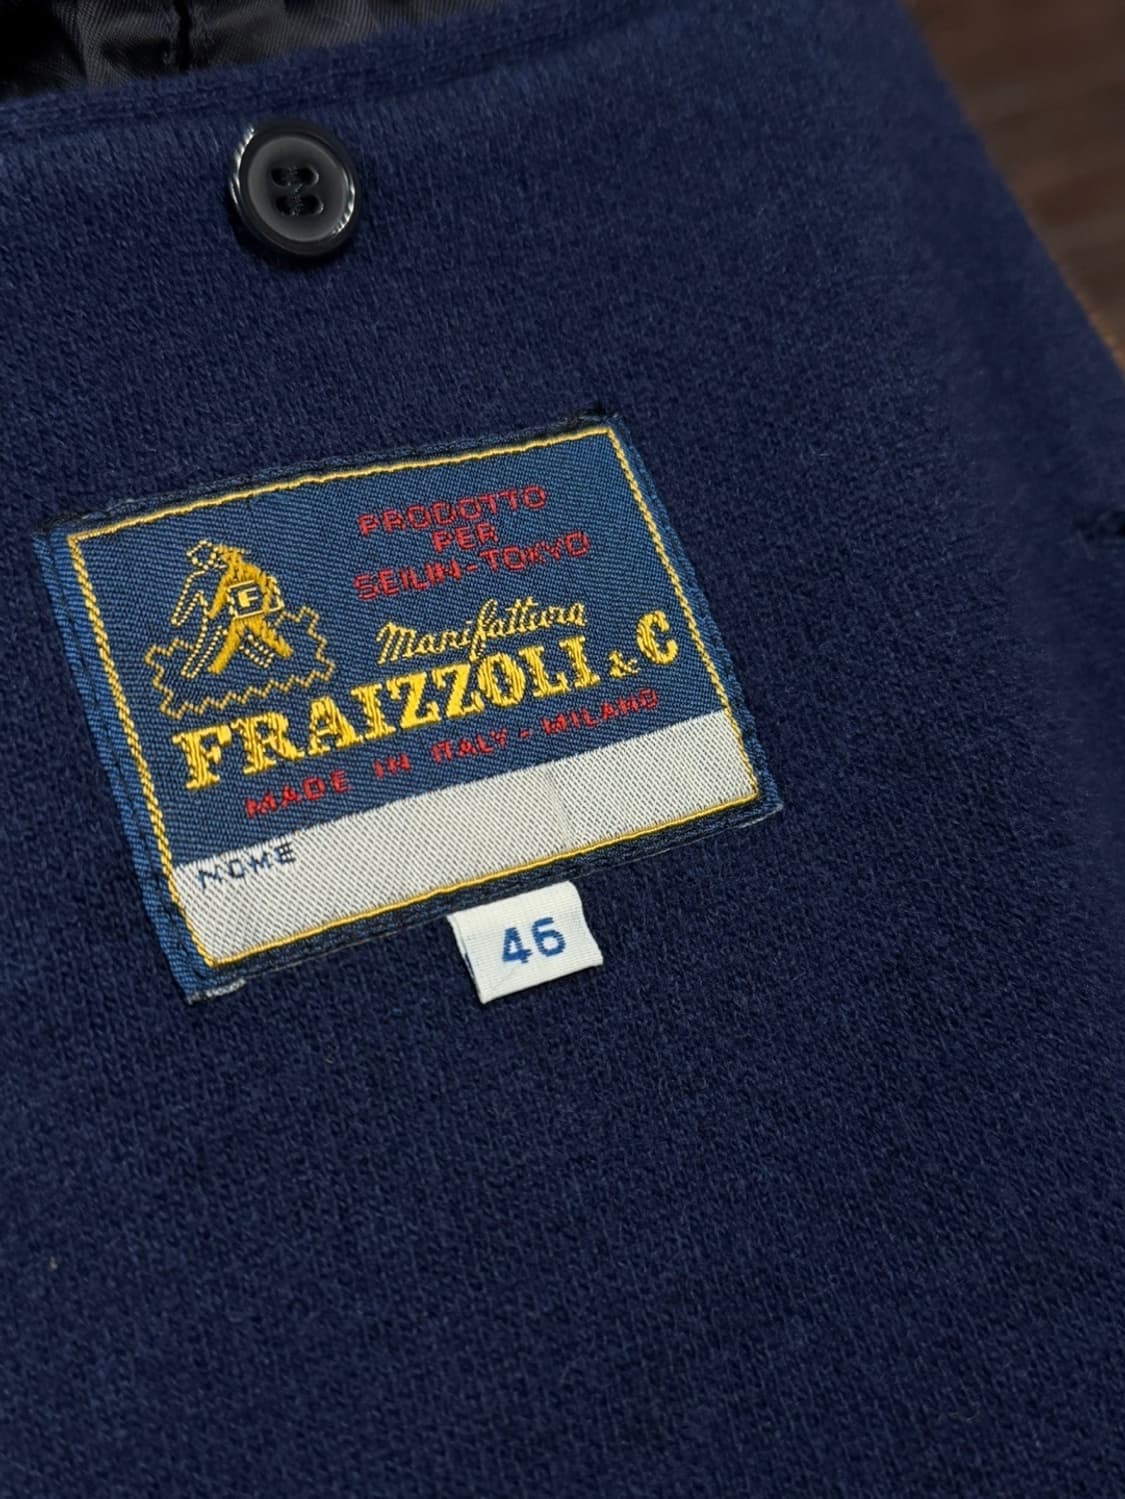 PRODOTTO
PER
SEILIN-TOKYO
F
Manifattura
FRAIZZOLI & C
MADE IN ITALY - MILANO
NOME
46